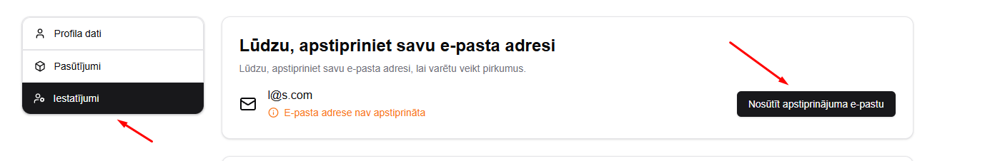 Profila dati
Pasūtījumi
Iestatījumi
Lūdzu, apstipriniet savu e-pasta adresi
Lūdzu, apstipriniet savu e-pasta adresi, lai varētu veikt pirkumus.
l@s.com
E-pasta adrese nav apstiprināta
Nosūtīt apstiprinājuma e-pastu